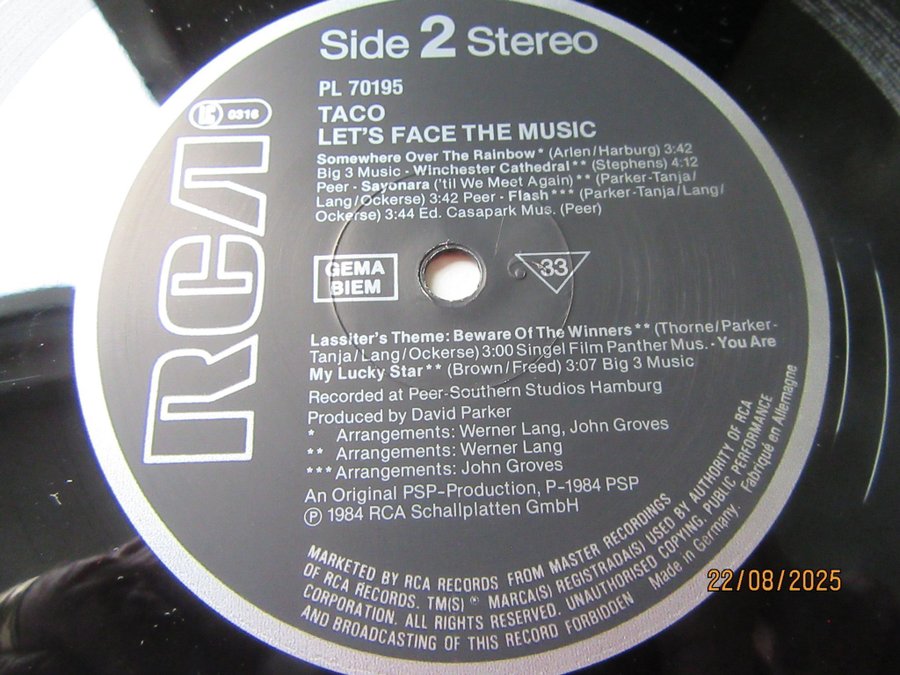 Side 2 Stereo
PL 70195
TACO
LET'S FACE THE MUSIC
Somewhere Over The Rainbow* (Arlen/Harburg) 3:42
Big 3 Music - Winchester Cathedral** (Stephens) 4:12
Peer - Sayonara ('til We Meet Again)** (Parker-Tanja/
Lang/Ockerse) 3:42 Peer - Flash*** (Parker-Tanja/Lang/
Ockerse) 3:44 Ed. Casapark Mus. (Peer)
LC 0316
RCA
GEMA
BIEM
33
Lassiter's Theme: Beware Of The Winners** (Thorne/Parker-
Tanja/Lang/Ockerse) 3:00 Singel Film Panther Mus. - You Are
My Lucky Star** (Brown/Freed) 3:07 Big 3 Music
Recorded at Peer-Southern Studios Hamburg
Produced by David Parker
* Arrangements: Werner Lang, John Groves
** Arrangements: Werner Lang
*** Arrangements: John Groves
An Original PSP-Production, P-1984 PSP
Ⓟ 1984 RCA Schallplatten GmbH
MARKETED BY RCA RECORDS FROM MASTER RECORDINGS
OF RCA RECORDS. TM(S) ® MARCA(S) REGISTRADA(S) USED BY AUTHORITY OF RCA
CORPORATION. ALL RIGHTS RESERVED. UNAUTHORISED COPYING, PUBLIC PERFORMANCE
AND BROADCASTING OF THIS RECORD FORBIDDEN Made in Germany. Fabriqué en Allemagne
22/08/2025